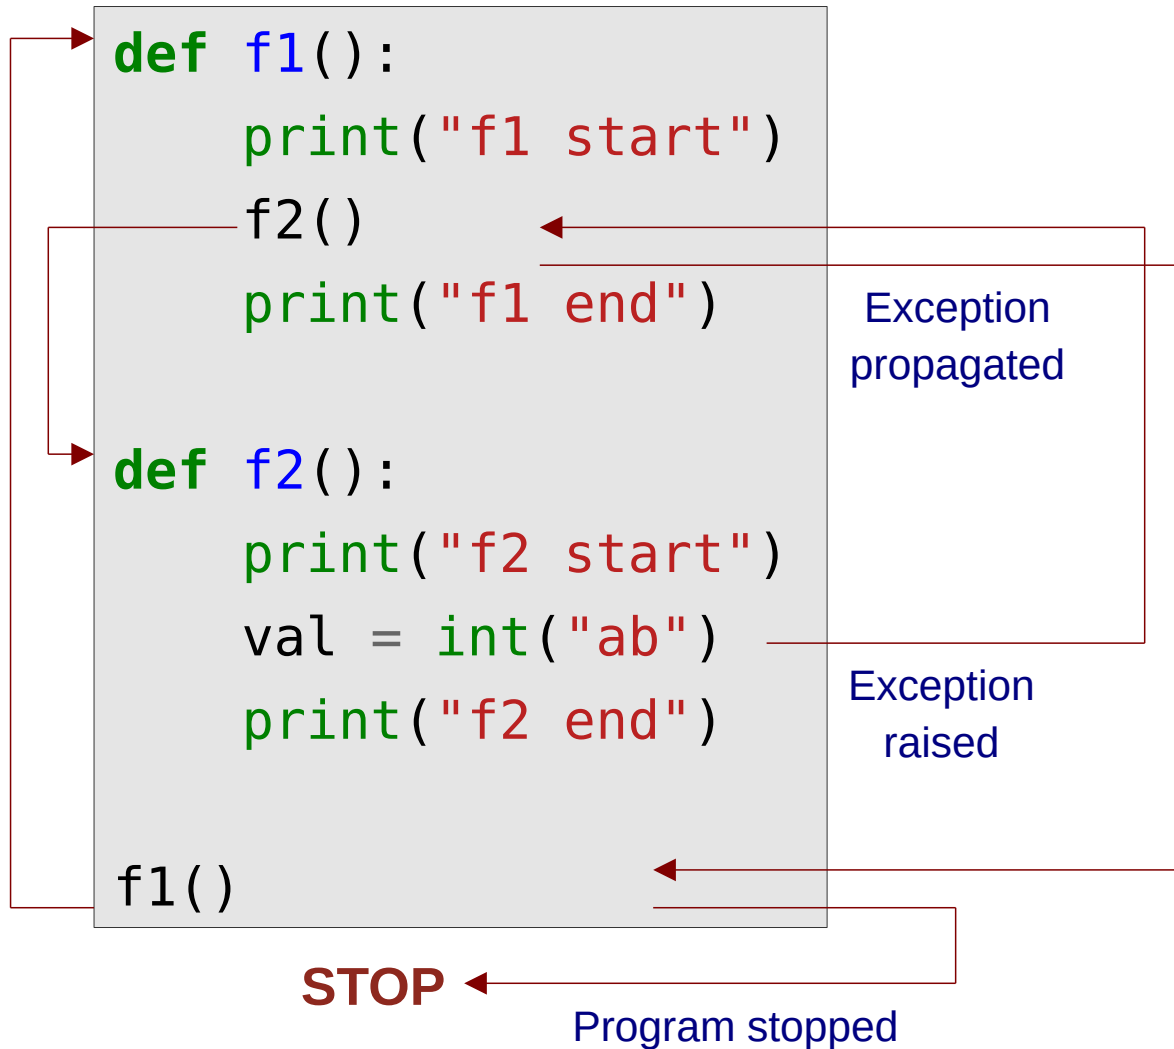 def f1():
    print("f1 start")
    f2()
    print("f1 end")
Exception
propagated
def f2():
    print("f2 start")
    val = int("ab")
    print("f2 end")
Exception
raised
f1()
STOP
Program stopped